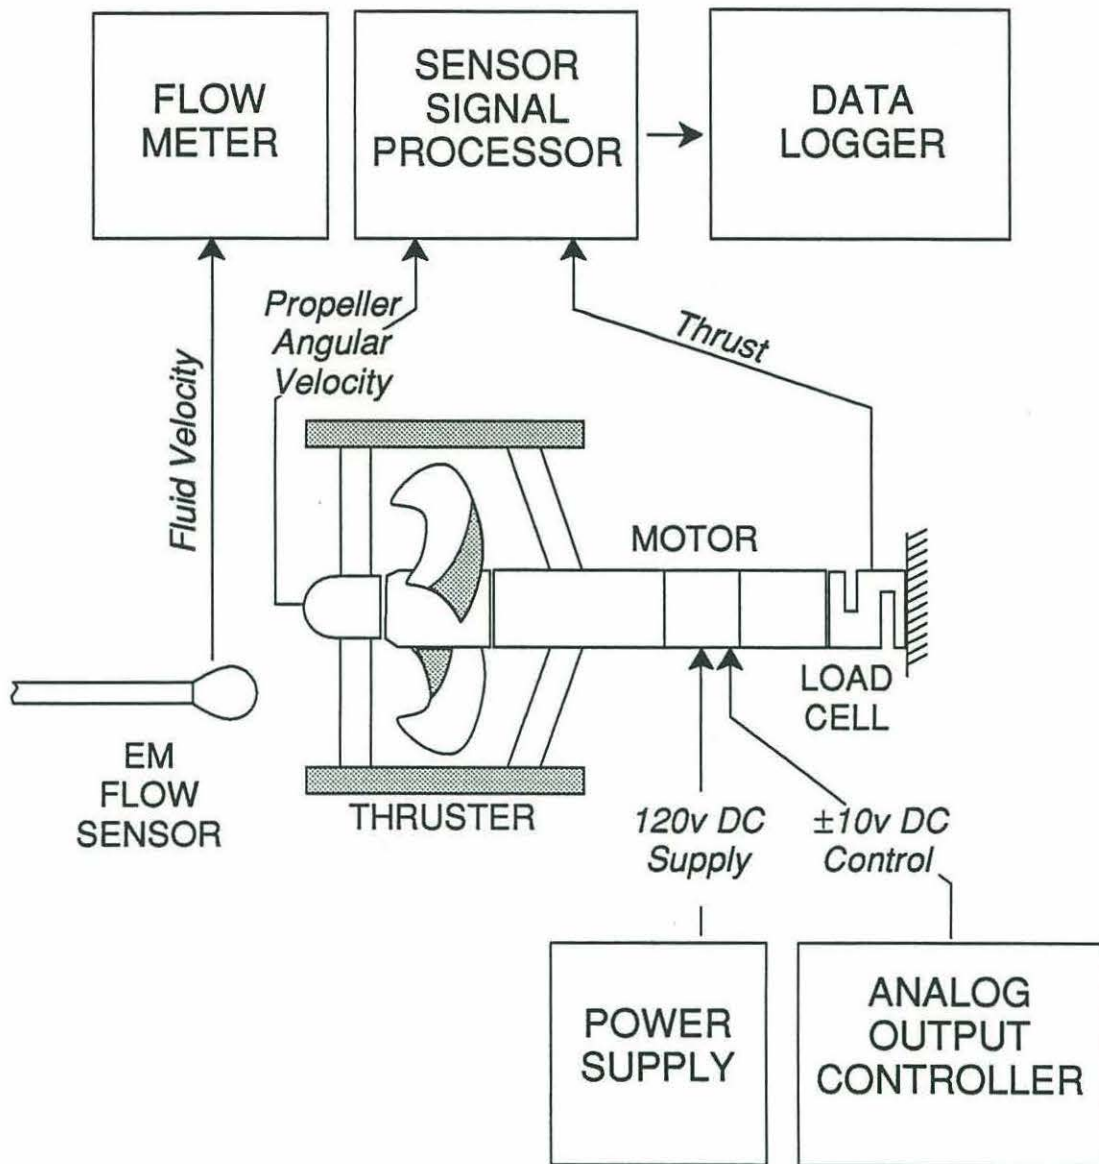 FLOW
METER
SENSOR
SIGNAL
PROCESSOR
DATA
LOGGER
Propeller
Angular
Velocity
Thrust
Fluid Velocity
MOTOR
LOAD
CELL
EM
FLOW
SENSOR
THRUSTER
120v DC
Supply
±10v DC
Control
POWER
SUPPLY
ANALOG
OUTPUT
CONTROLLER